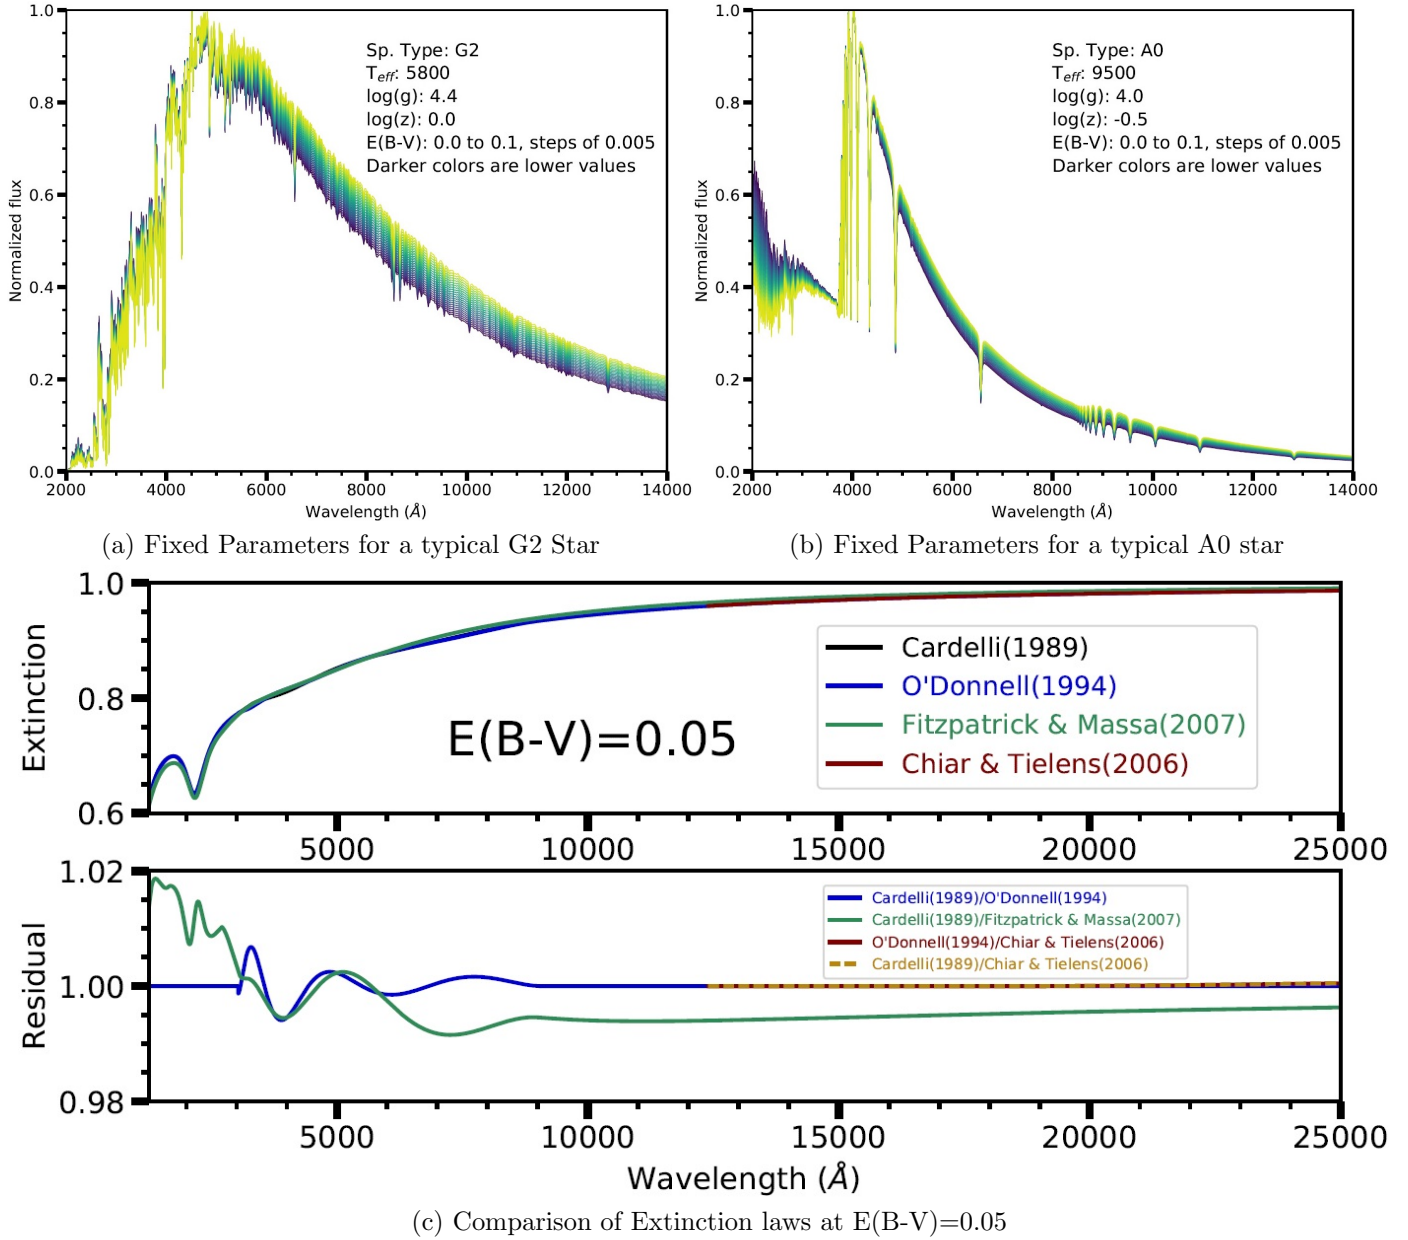 Sp. Type: G2
T_eff: 5800
log(g): 4.4
log(z): 0.0
E(B-V): 0.0 to 0.1, steps of 0.005
Darker colors are lower values
Normalized flux
1.0
0.8
0.6
0.4
0.2
0.0
2000 4000 6000 8000 10000 12000 14000
Wavelength (Å)
(a) Fixed Parameters for a typical G2 Star
Sp. Type: A0
T_eff: 9500
log(g): 4.0
log(z): -0.5
E(B-V): 0.0 to 0.1, steps of 0.005
Darker colors are lower values
Normalized flux
1.0
0.8
0.6
0.4
0.2
0.0
2000 4000 6000 8000 10000 12000 14000
Wavelength (Å)
(b) Fixed Parameters for a typical A0 star
Extinction
1.0
0.8
0.6
E(B-V)=0.05
Cardelli(1989)
O'Donnell(1994)
Fitzpatrick & Massa(2007)
Chiar & Tielens(2006)
5000 10000 15000 20000 25000
Residual
1.02
1.00
0.98
Cardelli(1989)/O'Donnell(1994)
Cardelli(1989)/Fitzpatrick & Massa(2007)
O'Donnell(1994)/Chiar & Tielens(2006)
Cardelli(1989)/Chiar & Tielens(2006)
5000 10000 15000 20000 25000
Wavelength (Å)
(c) Comparison of Extinction laws at E(B-V)=0.05